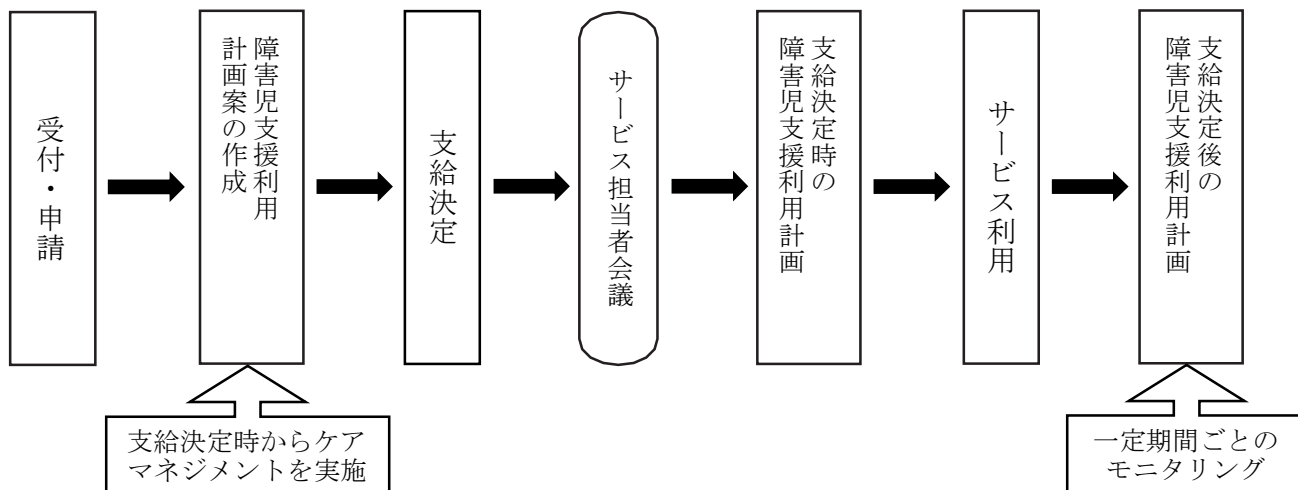 受付・申請
障害児支援利用
計画案の作成
支給決定
サービス担当者会議
支給決定時の
障害児支援利用計画
サービス利用
支給決定後の
障害児支援利用計画
支給決定時からケア
マネジメントを実施
一定期間ごとの
モニタリング